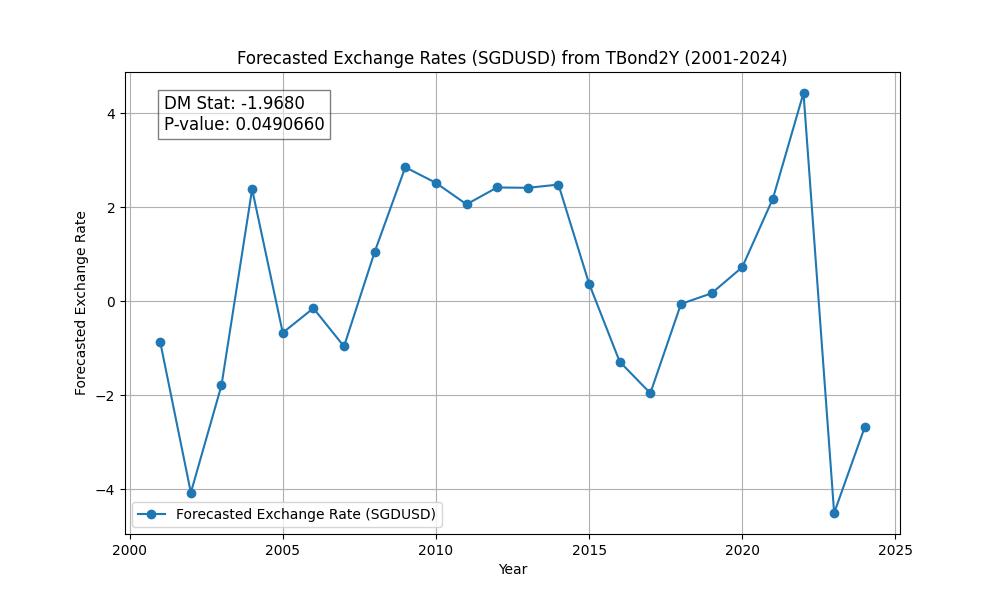 Forecasted Exchange Rates (SGDUSD) from TBond2Y (2001-2024)
DM Stat: -1.9680
P-value: 0.0490660
Forecasted Exchange Rate
4
2
0
−2
−4
Forecasted Exchange Rate (SGDUSD)
2000 2005 2010 2015 2020 2025
Year